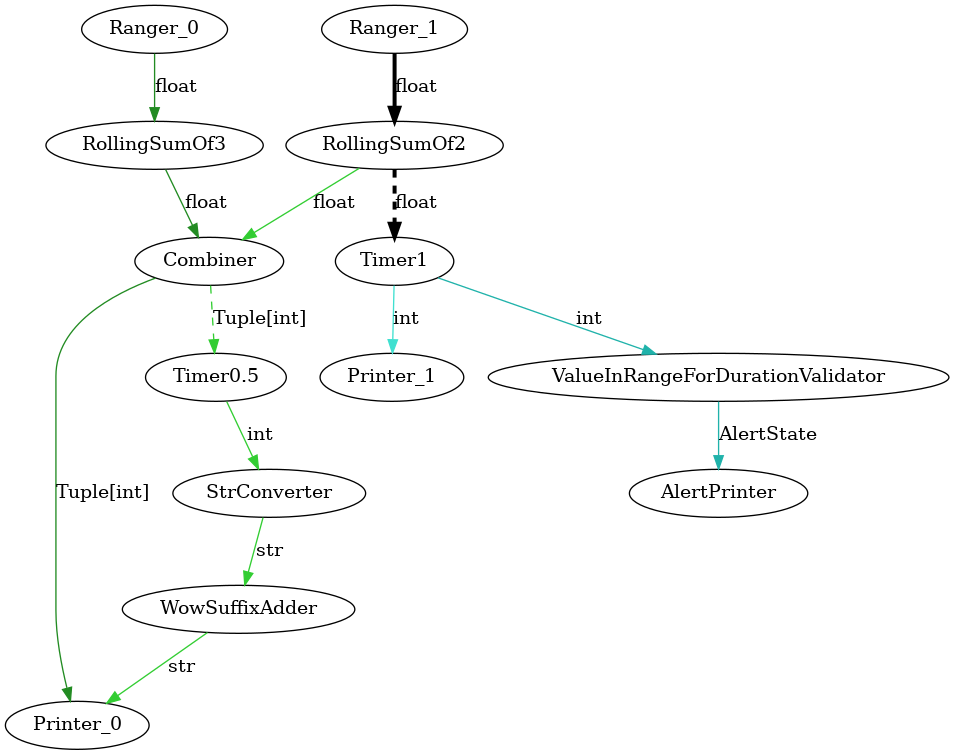 Ranger_0
Ranger_1
float
float
RollingSumOf3
RollingSumOf2
float
float
float
Combiner
Timer1
Tuple[int]
int
int
Timer0.5
Printer_1
ValueInRangeForDurationValidator
int
AlertState
Tuple[int]
StrConverter
AlertPrinter
str
WowSuffixAdder
str
Printer_0